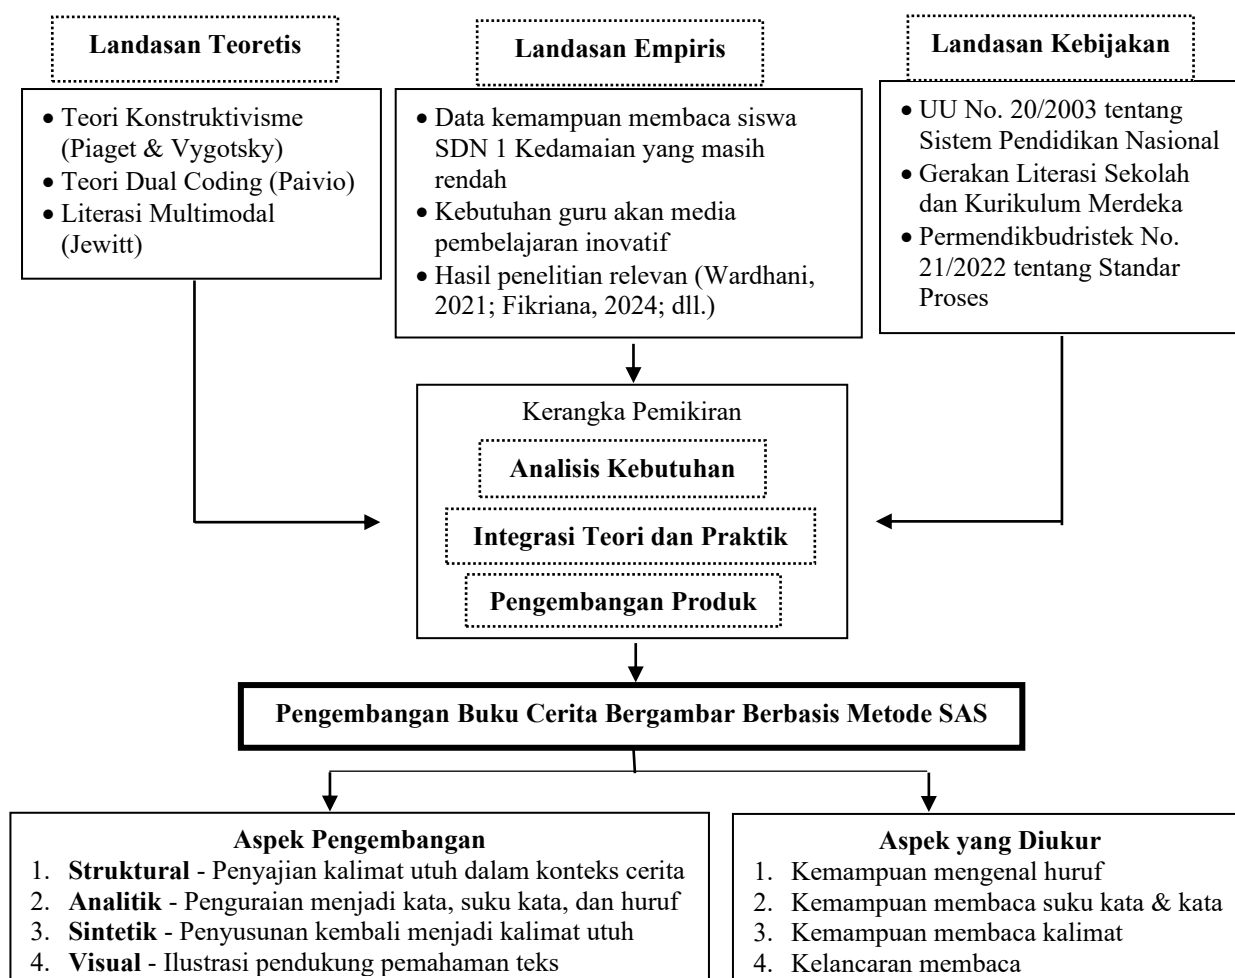 Landasan Teoretis
• Teori Konstruktivisme
(Piaget & Vygotsky)
• Teori Dual Coding (Paivio)
• Literasi Multimodal
(Jewitt)
Landasan Empiris
• Data kemampuan membaca siswa
SDN 1 Kedamaian yang masih
rendah
• Kebutuhan guru akan media
pembelajaran inovatif
• Hasil penelitian relevan (Wardhani,
2021; Fikriana, 2024; dll.)
Landasan Kebijakan
• UU No. 20/2003 tentang
Sistem Pendidikan Nasional
• Gerakan Literasi Sekolah
dan Kurikulum Merdeka
• Permendikbudristek No.
21/2022 tentang Standar
Proses
Kerangka Pemikiran
Analisis Kebutuhan
Integrasi Teori dan Praktik
Pengembangan Produk
Pengembangan Buku Cerita Bergambar Berbasis Metode SAS
Aspek Pengembangan
1. Struktural - Penyajian kalimat utuh dalam konteks cerita
2. Analitik - Penguraian menjadi kata, suku kata, dan huruf
3. Sintetik - Penyusunan kembali menjadi kalimat utuh
4. Visual - Ilustrasi pendukung pemahaman teks
Aspek yang Diukur
1. Kemampuan mengenal huruf
2. Kemampuan membaca suku kata & kata
3. Kemampuan membaca kalimat
4. Kelancaran membaca